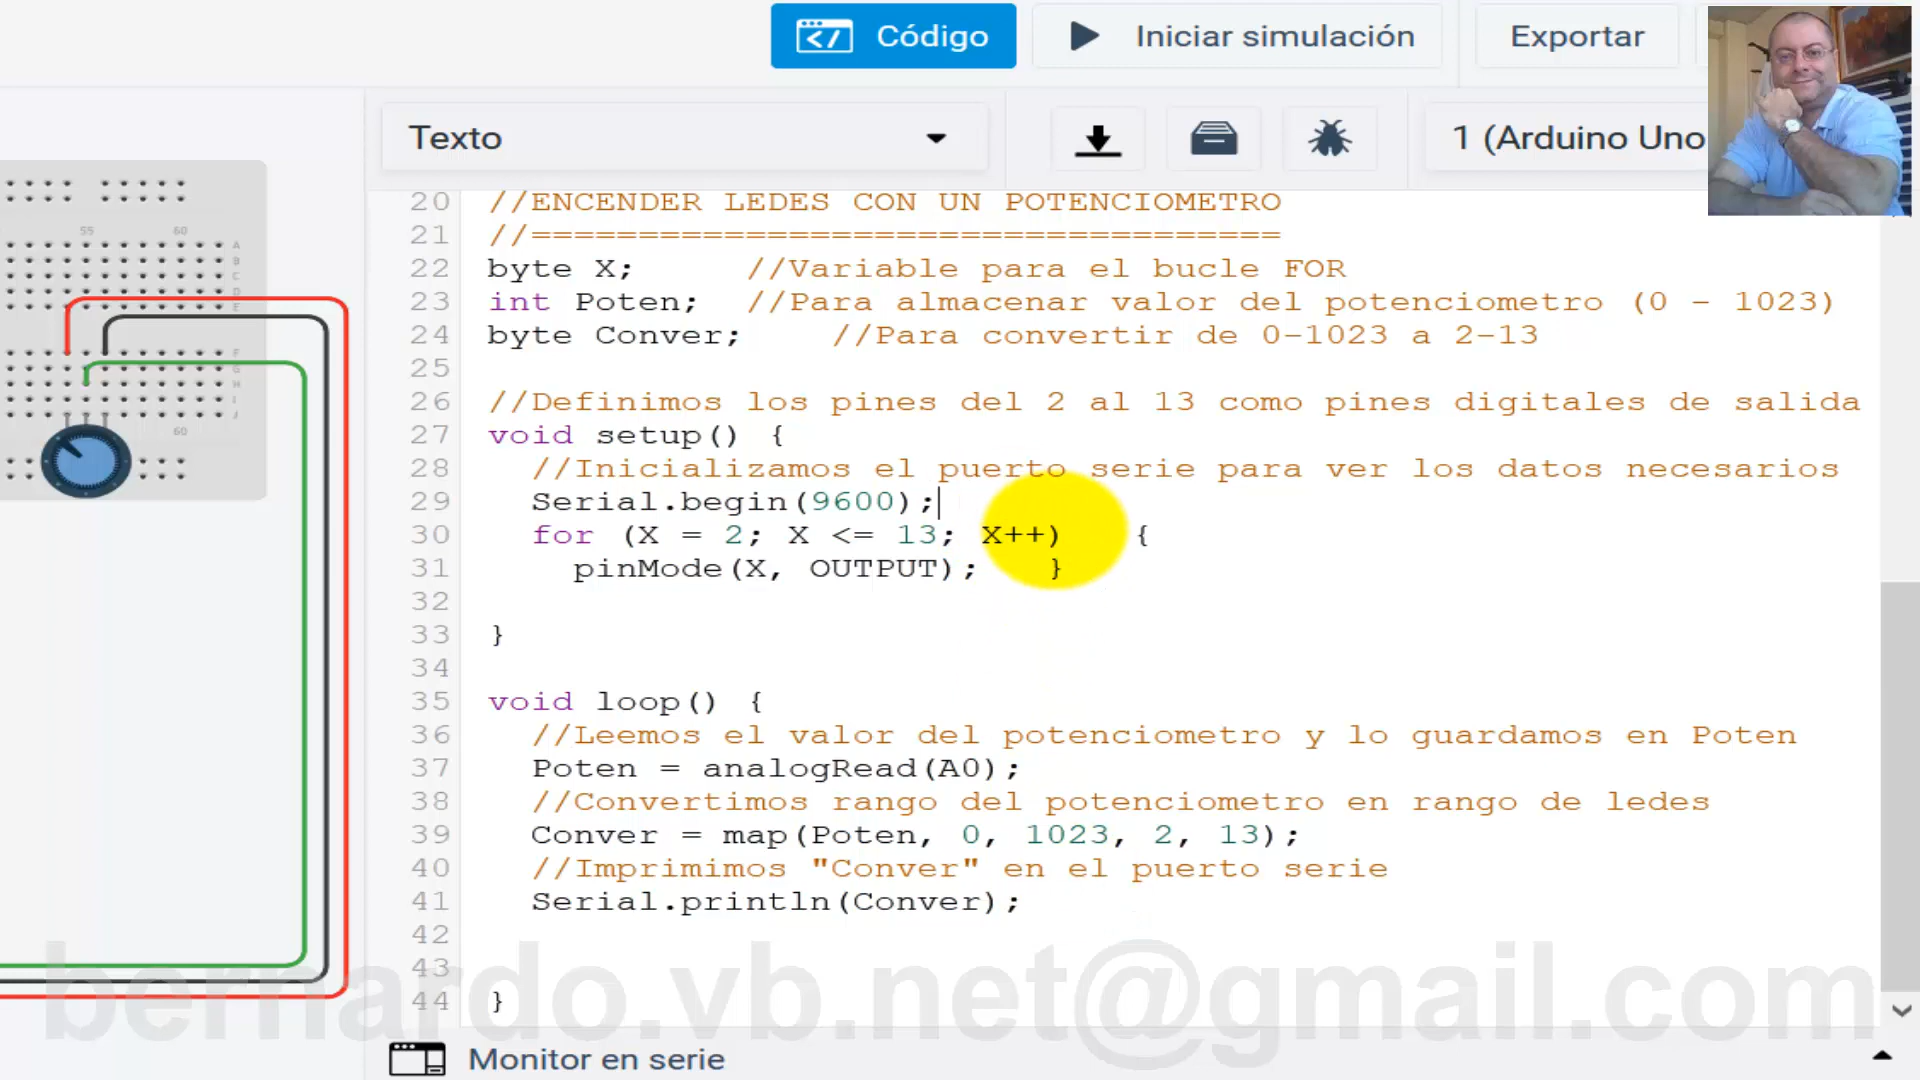 Código
Iniciar simulación
Exportar
Texto
1 (Arduino Uno
55 60
A
B
C
D
E
F
G
H
I
J
60
20 //ENCENDER LEDES CON UN POTENCIOMETRO
21 //===================================
22 byte X; //Variable para el bucle FOR
23 int Poten; //Para almacenar valor del potenciometro (0 - 1023)
24 byte Conver; //Para convertir de 0-1023 a 2-13
25
26 //Definimos los pines del 2 al 13 como pines digitales de salida
27 void setup() {
28 //Inicializamos el puerto serie para ver los datos necesarios
29 Serial.begin(9600);
30 for (X = 2; X <= 13; X++) {
31 pinMode(X, OUTPUT); }
32
33 }
34
35 void loop() {
36 //Leemos el valor del potenciometro y lo guardamos en Poten
37 Poten = analogRead(A0);
38 //Convertimos rango del potenciometro en rango de ledes
39 Conver = map(Poten, 0, 1023, 2, 13);
40 //Imprimimos "Conver" en el puerto serie
41 Serial.println(Conver);
42
43
44 }
bernardo.vb.net@gmail.com
Monitor en serie